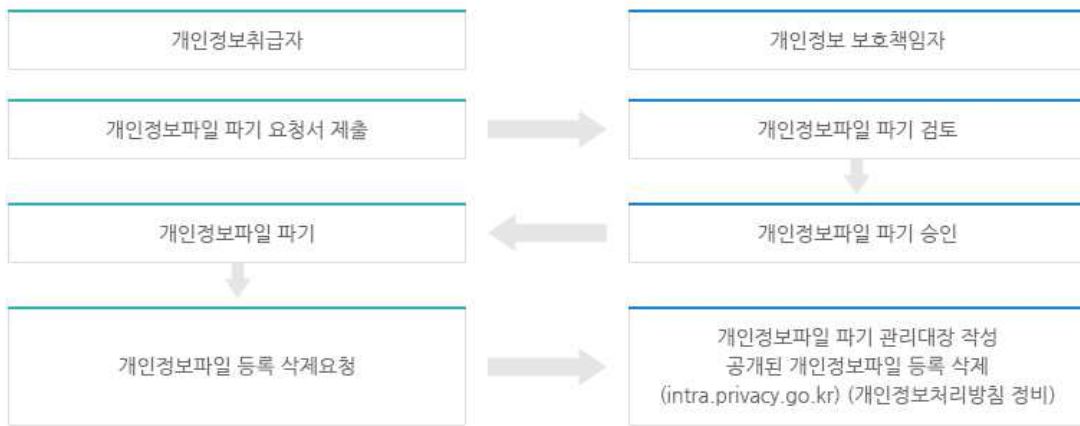 개인정보취급자
개인정보 보호책임자
개인정보파일 파기 요청서 제출
개인정보파일 파기 검토
개인정보파일 파기
개인정보파일 파기 승인
개인정보파일 등록 삭제요청
개인정보파일 파기 관리대장 작성
공개된 개인정보파일 등록 삭제
(intra.privacy.go.kr) (개인정보처리방침 정비)